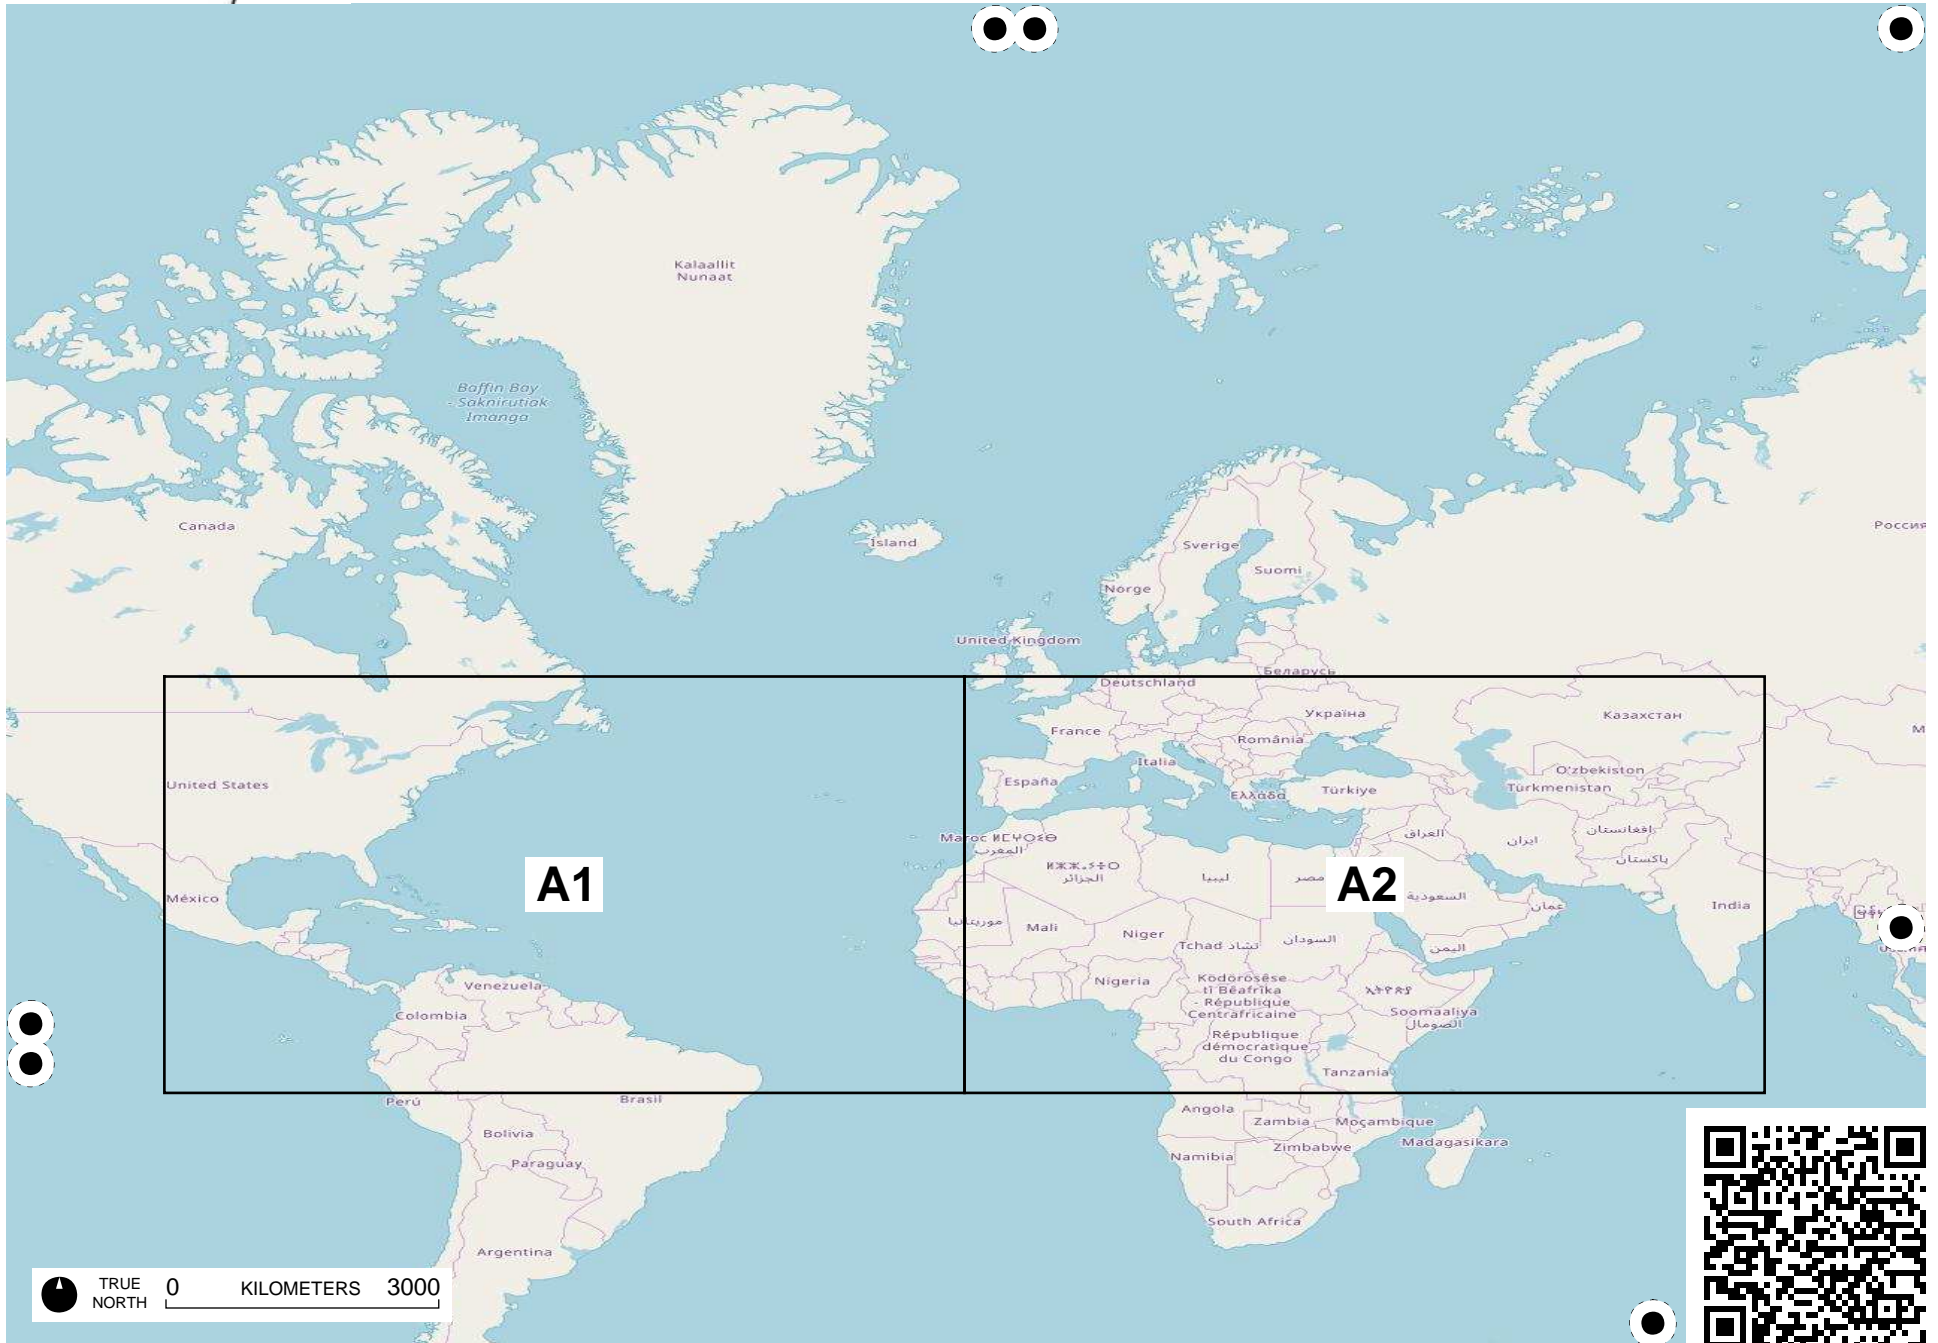 Kalaallit
Nunaat
Baffin Bay
- Saknirutiak
Imanga
Canada
Ísland
Sverige
Suomi
Norge
Россия
United Kingdom
Беларусь
Deutschland
Україна
Казахстан
France
România
Italia
O'zbekiston
España
Türkmenistan
Ελλάδα
Türkiye
United States
Maroc ⵍⵎⵖⵔⵉⴱ
المغرب
العراق
ایران
افغانستان
پاکستان
الجزائر
ليبيا
مصر
السعودية
عمان
México
A1
A2
India
موريتانيا
Mali
Niger
Tchad تشاد
السودان
اليمن
Venezuela
Nigeria
Ködörösêse
tî Bêafrîka
- République
Centrafricaine
Colombia
Soomaaliya
الصومال
République
démocratique
du Congo
Tanzania
Perú
Brasil
Angola
Zambia
Moçambique
Bolivia
Madagasikara
Zimbabwe
Paraguay
Namibia
South Africa
Argentina
TRUE
NORTH
0 KILOMETERS 3000